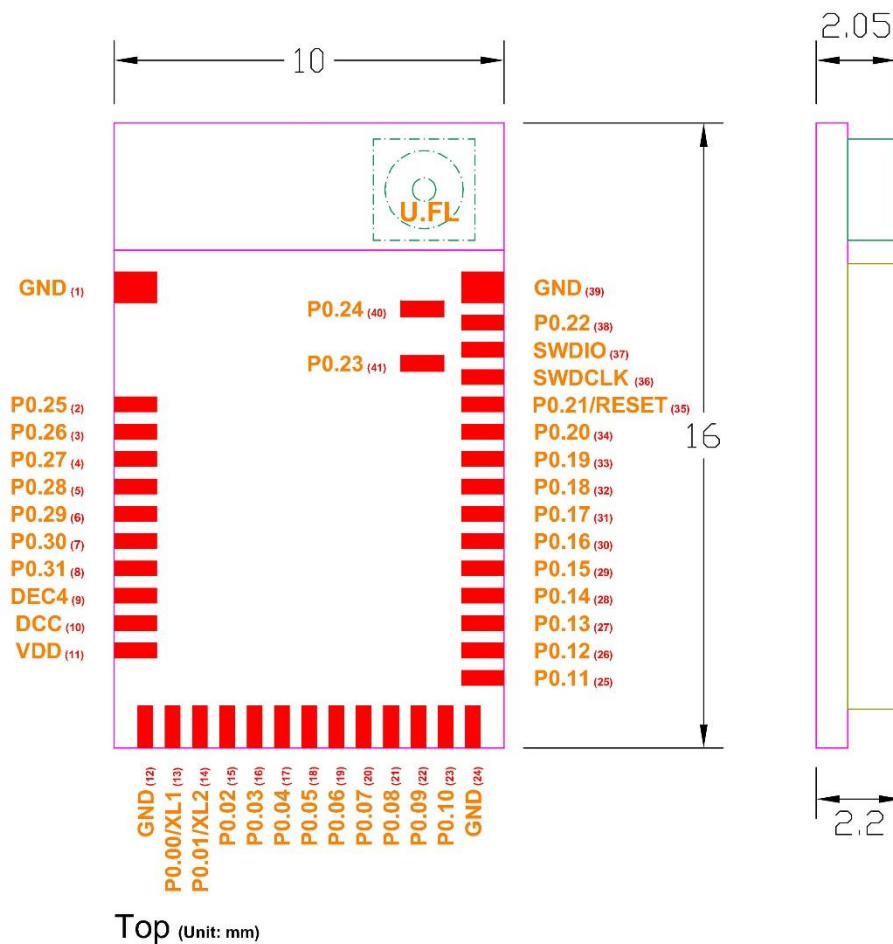 2.05
10
U.FL
GND (1)
P0.24 (40)
GND (39)
P0.22 (38)
P0.23 (41)
SWDIO (37)
SWDCLK (36)
P0.25 (2)
P0.21/RESET (35)
P0.26 (3)
P0.20 (34)
16
P0.27 (4)
P0.19 (33)
P0.28 (5)
P0.18 (32)
P0.29 (6)
P0.17 (31)
P0.30 (7)
P0.16 (30)
P0.31 (8)
P0.15 (29)
DEC4 (9)
P0.14 (28)
DCC (10)
P0.13 (27)
VDD (11)
P0.12 (26)
P0.11 (25)
GND (12)
P0.00/XL1 (13)
P0.01/XL2 (14)
P0.02 (15)
P0.03 (16)
P0.04 (17)
P0.05 (18)
P0.06 (19)
P0.07 (20)
P0.08 (21)
P0.09 (22)
P0.10 (23)
GND (24)
2.2
Top (Unit: mm)